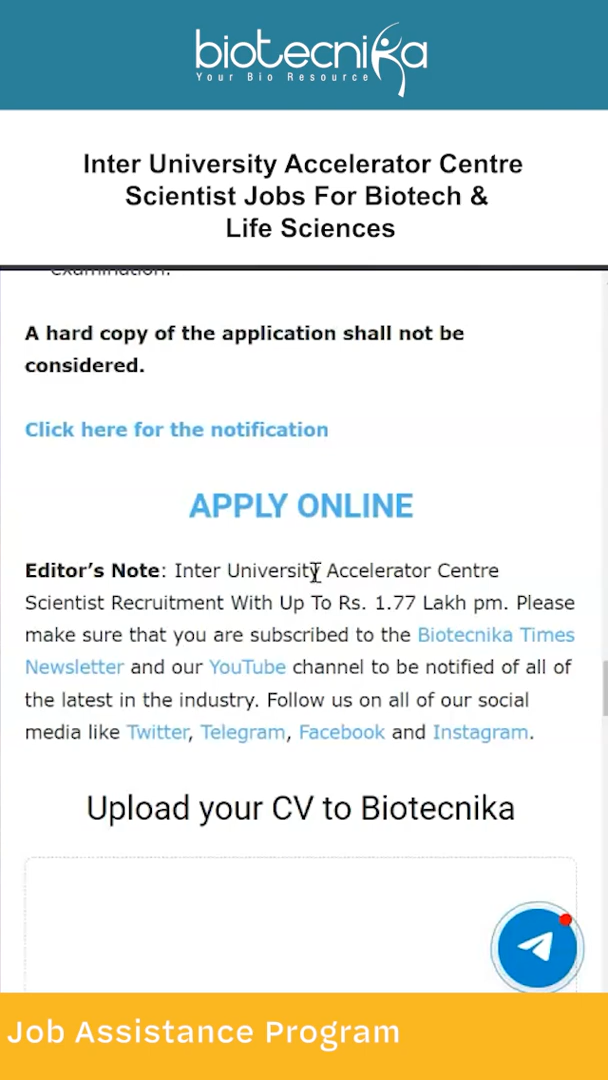 biotecnika
Your Bio Resource
Inter University Accelerator Centre
Scientist Jobs For Biotech &
Life Sciences
examination.
A hard copy of the application shall not be
considered.
Click here for the notification
APPLY ONLINE
Editor’s Note: Inter University Accelerator Centre
Scientist Recruitment With Up To Rs. 1.77 Lakh pm. Please
make sure that you are subscribed to the Biotecnika Times
Newsletter and our YouTube channel to be notified of all of
the latest in the industry. Follow us on all of our social
media like Twitter, Telegram, Facebook and Instagram.
Upload your CV to Biotecnika
Job Assistance Program